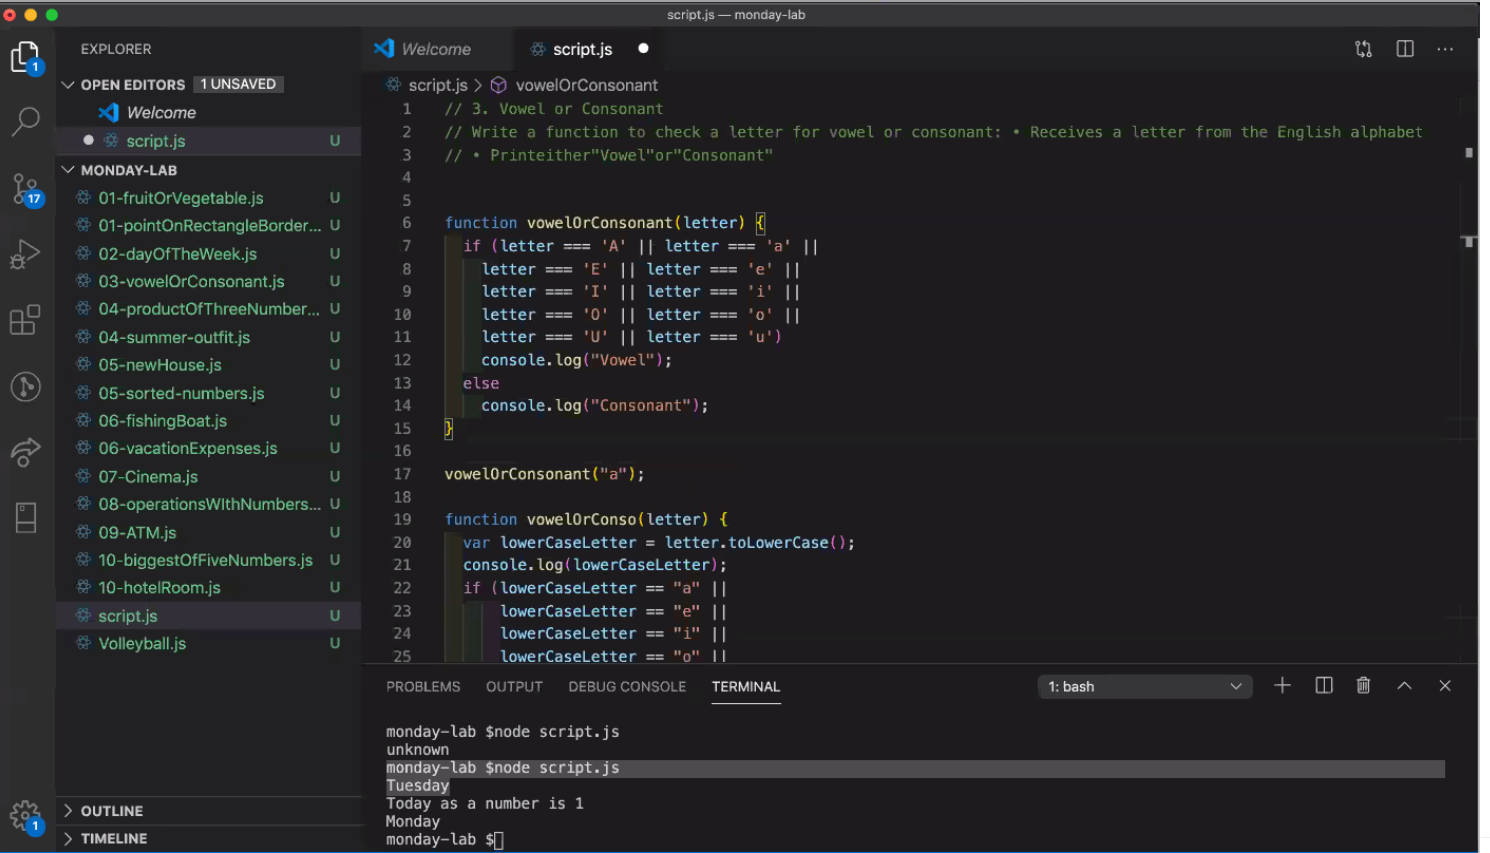 script.js — monday-lab
EXPLORER
OPEN EDITORS 1 UNSAVED
Welcome
script.js U
MONDAY-LAB
01-fruitOrVegetable.js U
01-pointOnRectangleBorder... U
02-dayOfTheWeek.js U
03-vowelOrConsonant.js U
04-productOfThreeNumber... U
04-summer-outfit.js U
05-newHouse.js U
05-sorted-numbers.js U
06-fishingBoat.js U
06-vacationExpenses.js U
07-Cinema.js U
08-operationsWIthNumbers... U
09-ATM.js U
10-biggestOfFiveNumbers.js U
10-hotelRoom.js U
script.js U
Volleyball.js U
OUTLINE
TIMELINE
1
17
1
Welcome script.js
script.js > vowelOrConsonant
1 // 3. Vowel or Consonant
2 // Write a function to check a letter for vowel or consonant: • Receives a letter from the English alphabet
3 // • Printeither"Vowel"or"Consonant"
4
5
6 function vowelOrConsonant(letter) {
7 if (letter === 'A' || letter === 'a' ||
8 letter === 'E' || letter === 'e' ||
9 letter === 'I' || letter === 'i' ||
10 letter === 'O' || letter === 'o' ||
11 letter === 'U' || letter === 'u')
12 console.log("Vowel");
13 else
14 console.log("Consonant");
15 }
16
17 vowelOrConsonant("a");
18
19 function vowelOrConso(letter) {
20 var lowerCaseLetter = letter.toLowerCase();
21 console.log(lowerCaseLetter);
22 if (lowerCaseLetter == "a" ||
23 lowerCaseLetter == "e" ||
24 lowerCaseLetter == "i" ||
25 lowerCaseLetter == "o" ||
PROBLEMS OUTPUT DEBUG CONSOLE TERMINAL 1: bash
monday-lab $node script.js
unknown
monday-lab $node script.js
Tuesday
Today as a number is 1
Monday
monday-lab $